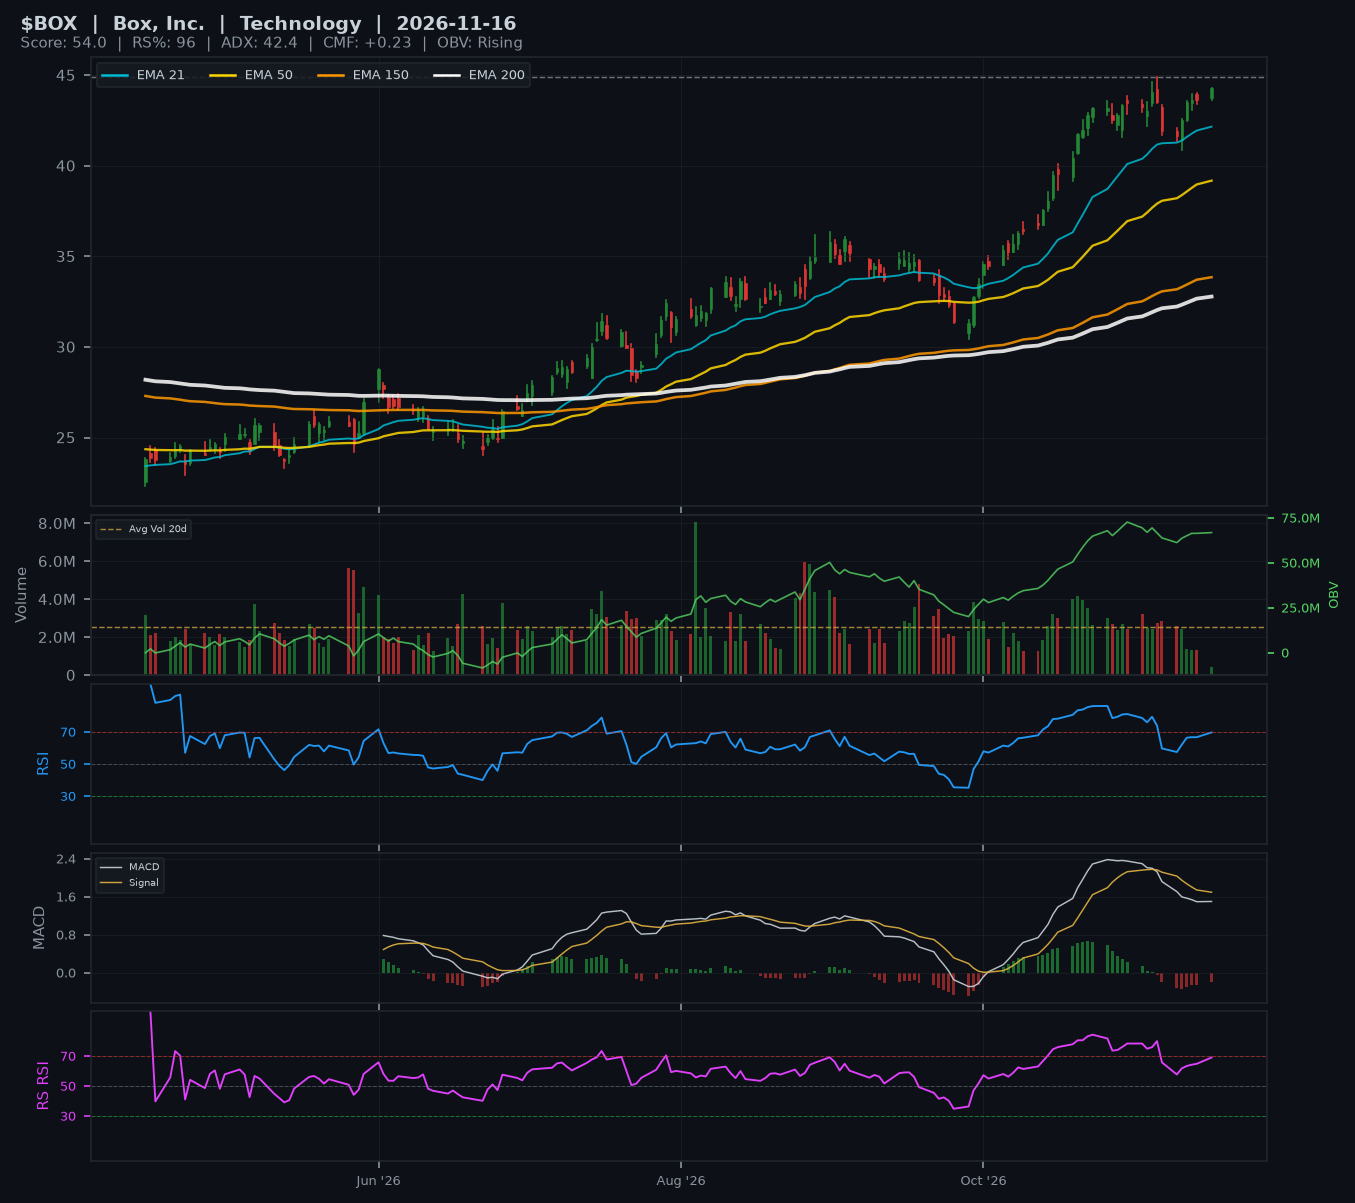 $BOX | Box, Inc. | Technology | 2026-11-16
Score: 54.0 | RS%: 96 | ADX: 42.4 | CMF: +0.23 | OBV: Rising
EMA 21 EMA 50 EMA 150 EMA 200
45
40
35
30
25
Avg Vol 20d
8.0M
6.0M
4.0M
2.0M
0
Volume
75.0M
50.0M
25.0M
0
OBV
70
50
30
RSI
MACD
Signal
2.4
1.6
0.8
0.0
MACD
70
50
30
RS RSI
Jun '26 Aug '26 Oct '26